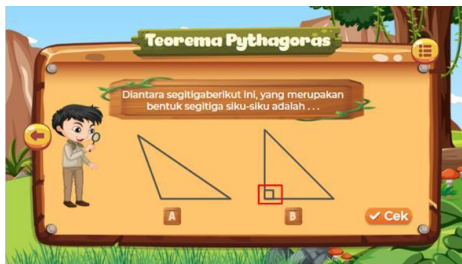 Teorema Pythagoras
Diantara segitigaberikut ini, yang merupakan
bentuk segitiga siku-siku adalah . . .
A
B
Cek